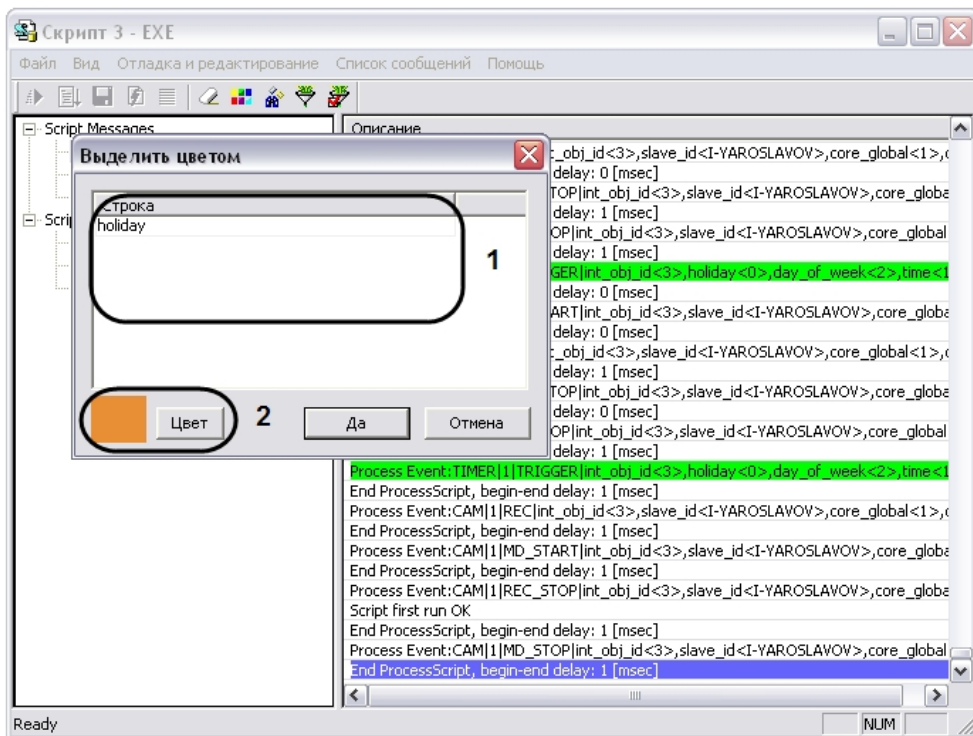 Скрипт 3 - EXE
Файл Вид Отладка и редактирование Список сообщений Помощь
Script Messages
Описание
Выделить цветом
Строка
holiday
1
Цвет
2
Да
Отмена
Scri
t_obj_id<3>,slave_id<I-YAROSLAVOV>,core_global<1>,
delay: 0 [msec]
TOP|int_obj_id<3>,slave_id<I-YAROSLAVOV>,core_globa
delay: 1 [msec]
OP|int_obj_id<3>,slave_id<I-YAROSLAVOV>,core_global
delay: 1 [msec]
GER|int_obj_id<3>,holiday<0>,day_of_week<2>,time<1
delay: 0 [msec]
ART|int_obj_id<3>,slave_id<I-YAROSLAVOV>,core_globa
delay: 0 [msec]
t_obj_id<3>,slave_id<I-YAROSLAVOV>,core_global<1>,
delay: 1 [msec]
TOP|int_obj_id<3>,slave_id<I-YAROSLAVOV>,core_globa
delay: 0 [msec]
OP|int_obj_id<3>,slave_id<I-YAROSLAVOV>,core_global
delay: 1 [msec]
Process Event:TIMER|1|TRIGGER|int_obj_id<3>,holiday<0>,day_of_week<2>,time<1
End ProcessScript, begin-end delay: 1 [msec]
Process Event:CAM|1|REC|int_obj_id<3>,slave_id<I-YAROSLAVOV>,core_global<1>,
End ProcessScript, begin-end delay: 1 [msec]
Process Event:CAM|1|MD_START|int_obj_id<3>,slave_id<I-YAROSLAVOV>,core_globa
End ProcessScript, begin-end delay: 1 [msec]
Process Event:CAM|1|REC_STOP|int_obj_id<3>,slave_id<I-YAROSLAVOV>,core_globa
Script first run OK
End ProcessScript, begin-end delay: 1 [msec]
Process Event:CAM|1|MD_STOP|int_obj_id<3>,slave_id<I-YAROSLAVOV>,core_global
End ProcessScript, begin-end delay: 1 [msec]
Ready
NUM